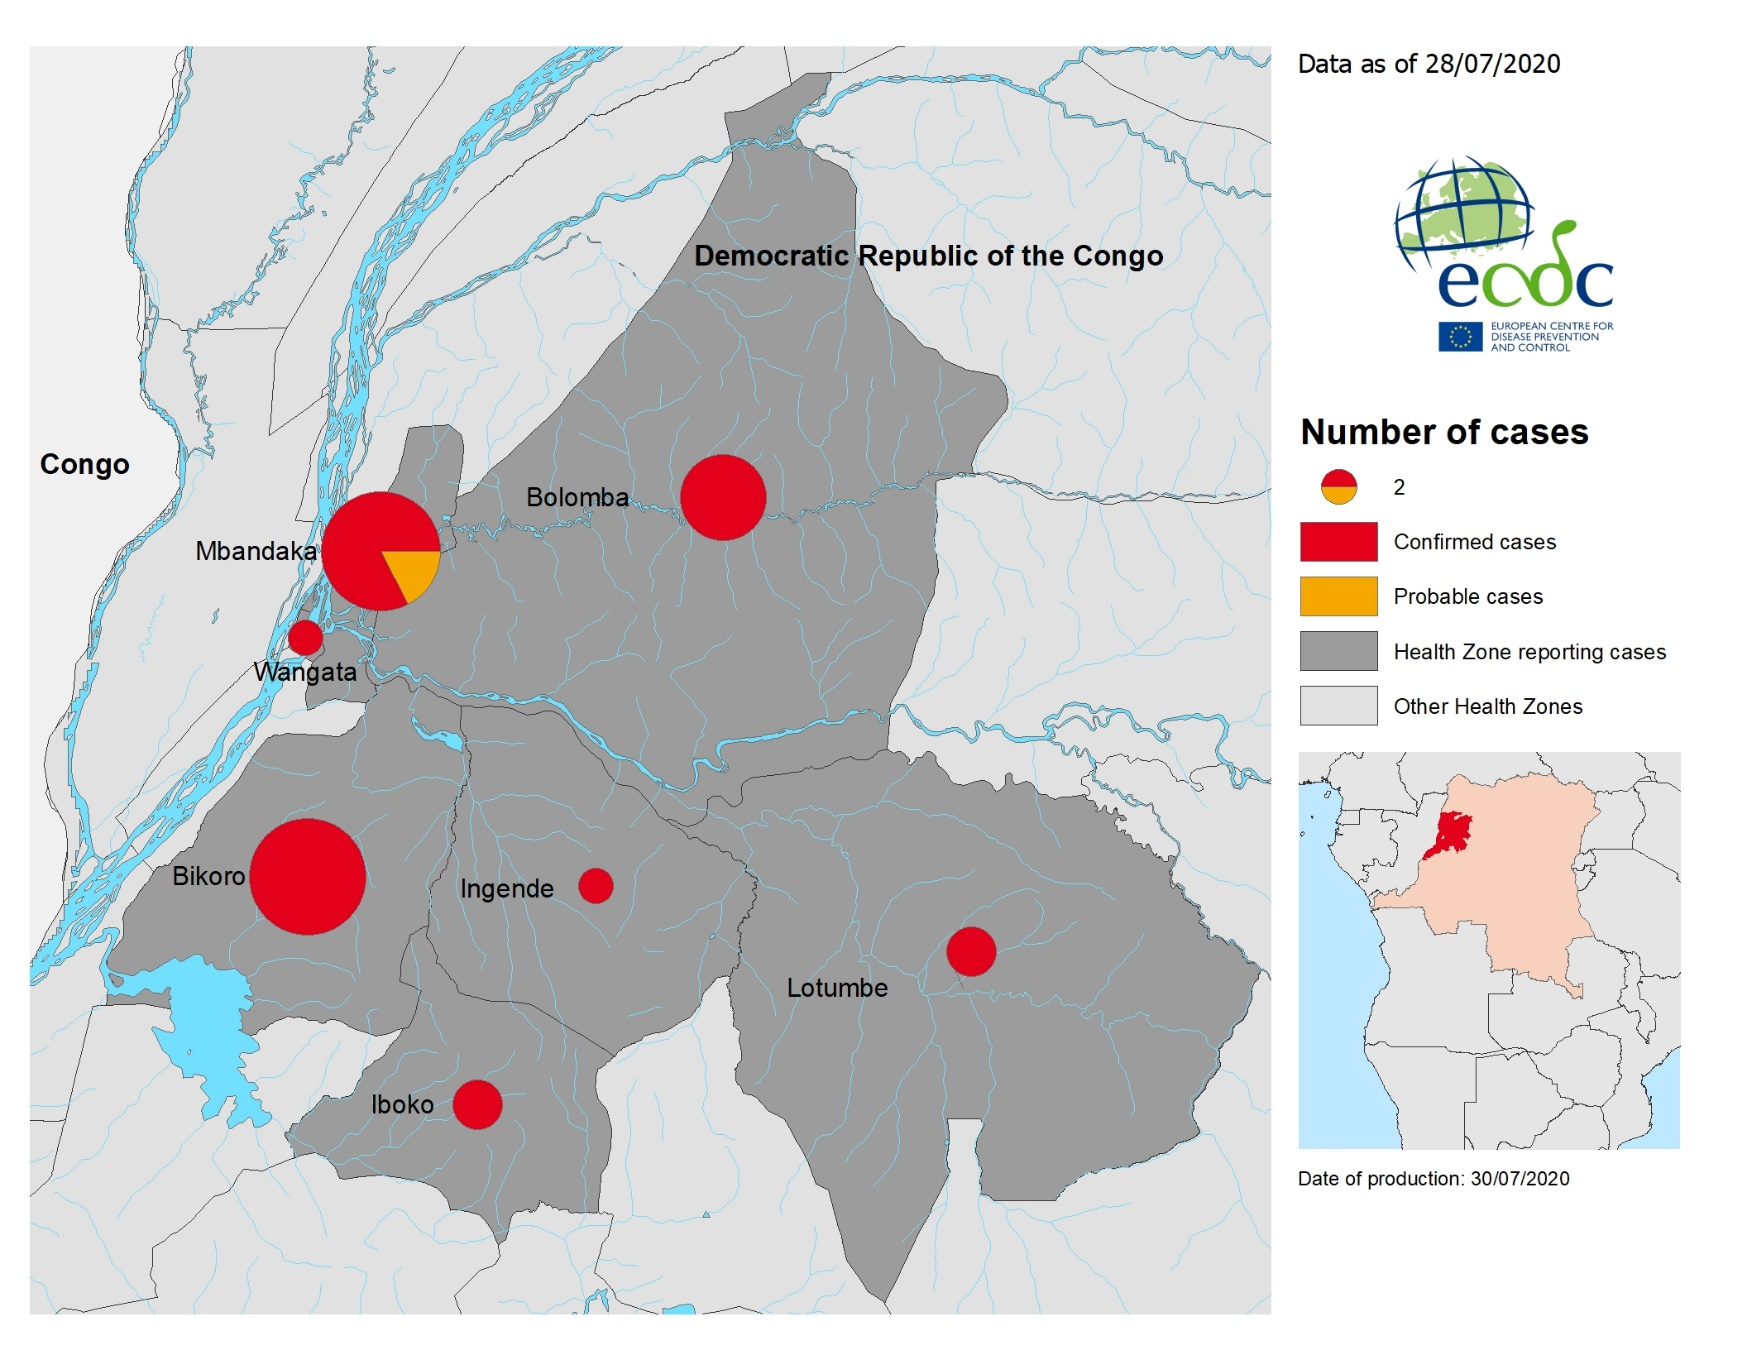 Data as of 28/07/2020
ecdc
EUROPEAN CENTRE FOR
DISEASE PREVENTION
AND CONTROL
Democratic Republic of the Congo
Congo
Bolomba
Mbandaka
Wangata
Bikoro
Ingende
Lotumbe
Iboko
Number of cases
2
Confirmed cases
Probable cases
Health Zone reporting cases
Other Health Zones
Date of production: 30/07/2020